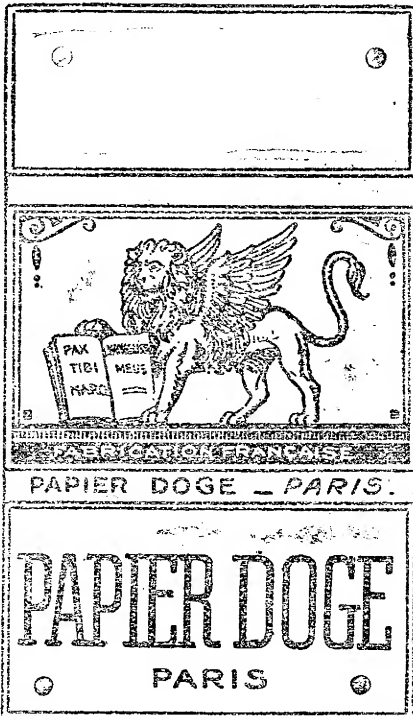 PAX
TIBI
MARC
MEUS
FABRICATION FRANÇAISE
PAPIER DOGE _ PARIS.
PAPIER DOGE
PARIS